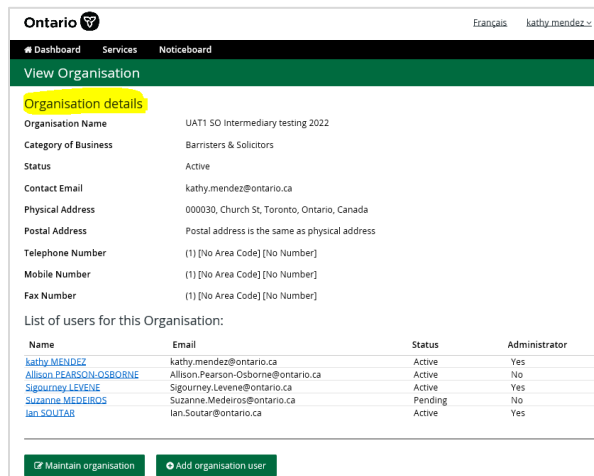 Ontario
Français kathy mendez
Dashboard Services Noticeboard
View Organisation
Organisation details
Organisation Name UAT1 SO Intermediary testing 2022
Category of Business Barristers & Solicitors
Status Active
Contact Email kathy.mendez@ontario.ca
Physical Address 000030, Church St, Toronto, Ontario, Canada
Postal Address Postal address is the same as physical address
Telephone Number (1) [No Area Code] [No Number]
Mobile Number (1) [No Area Code] [No Number]
Fax Number (1) [No Area Code] [No Number]
List of users for this Organisation:
Name Email Status Administrator
kathy MENDEZ kathy.mendez@ontario.ca Active Yes
Allison PEARSON-OSBORNE Allison.Pearson-Osborne@ontario.ca Active No
Sigourney LEVENE Sigourney.Levene@ontario.ca Active Yes
Suzanne MEDEIROS Suzanne.Medeiros@ontario.ca Pending No
Ian SOUTAR Ian.Soutar@ontario.ca Active Yes
Maintain organisation Add organisation user